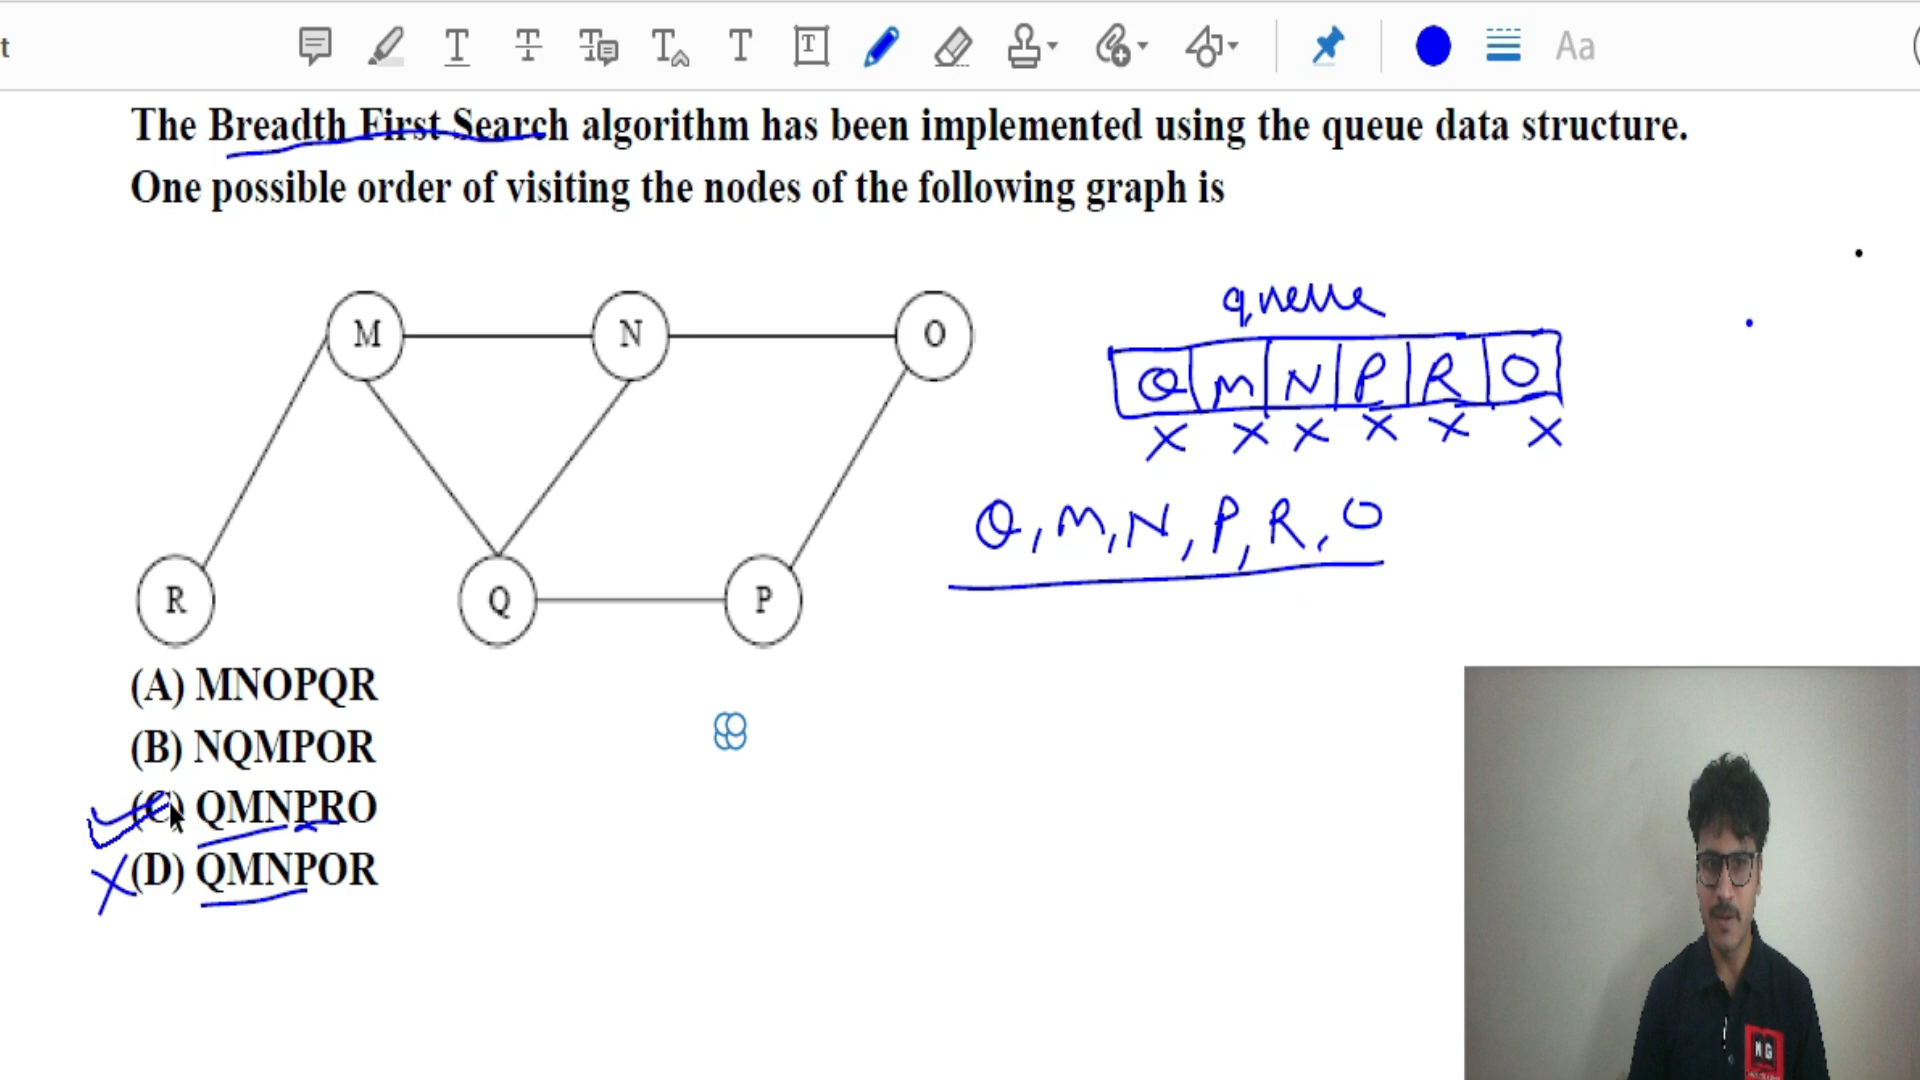 t
T T T T T T Aa
The Breadth First Search algorithm has been implemented using the queue data structure.
One possible order of visiting the nodes of the following graph is
queue
M N O
Q M N P R O
x x x x x x
Q, M, N, P, R, O
R Q P
(A) MNOPQR
(B) NQMPOR
(C) QMNPRO
(D) QMNPOR
NG